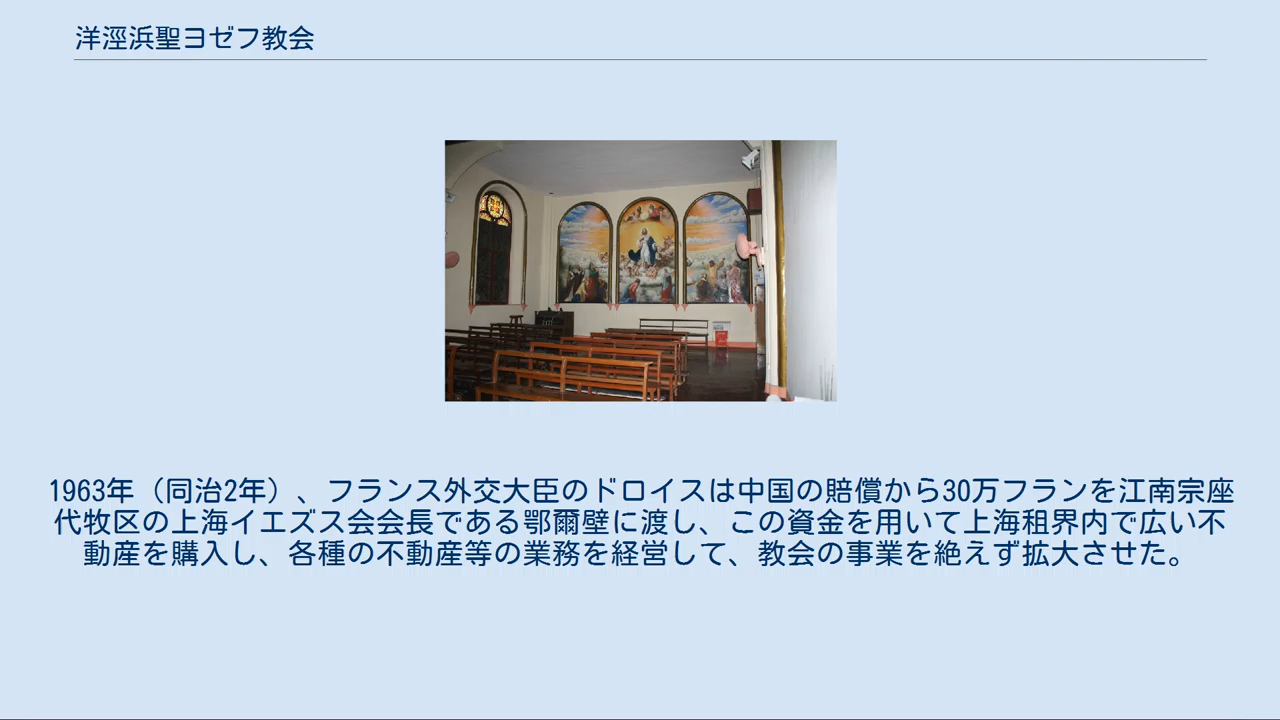 洋涇浜聖ヨゼフ教会
1963年（同治2年）、フランス外交大臣のドロイスは中国の賠償から30万フランを江南宗座
代牧区の上海イエズス会会長である鄂爾壁に渡し、この資金を用いて上海租界内で広い不
動産を購入し、各種の不動産等の業務を経営して、教会の事業を絶えず拡大させた。